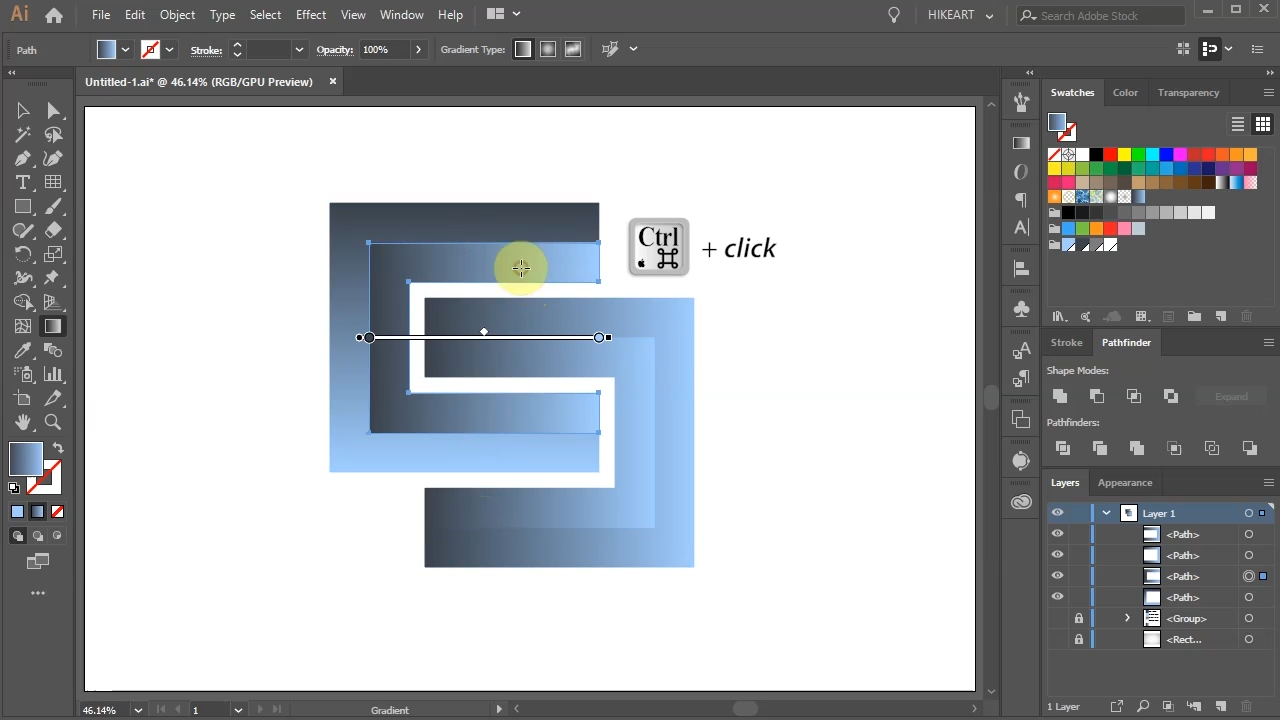 Ai File Edit Object Type Select Effect View Window Help HIKEART Search Adobe Stock
Path Stroke: Opacity: 100% Gradient Type:
Untitled-1.ai* @ 46.14% (RGB/GPU Preview) ×
Swatches Color Transparency
Ctrl + click
Stroke Pathfinder
Shape Modes:
Expand
Pathfinders:
Layers Appearance
Layer 1
<Path>
<Path>
<Path>
<Path>
<Group>
<Rect...
46.14% 1 Gradient 1 Layer